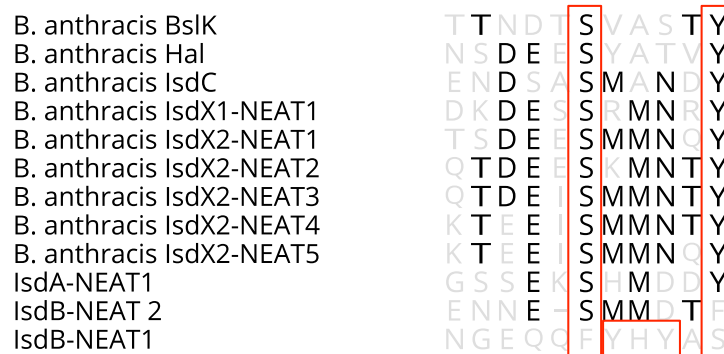 B. anthracis BslK TTNDTSVASTY
B. anthracis Hal NSDEESYATVY
B. anthracis IsdC ENDSASMANDY
B. anthracis IsdX1-NEAT1 DKDESSRMNRY
B. anthracis IsdX2-NEAT1 TSDEESMMNQY
B. anthracis IsdX2-NEAT2 QTDEESKMNTY
B. anthracis IsdX2-NEAT3 QTDEISMMNTY
B. anthracis IsdX2-NEAT4 KTEEISMMNTY
B. anthracis IsdX2-NEAT5 KTEEISMMNQY
IsdA-NEAT1 GSSEKSHMDDY
IsdB-NEAT 2 ENNE-SMMDTF
IsdB-NEAT1 NGEQQFYHYAS